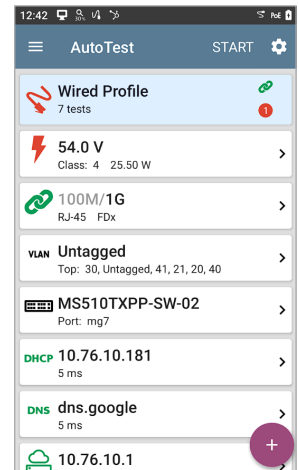 12:42 30% PoE
AutoTest START
Wired Profile
7 tests
1
54.0 V
Class: 4 25.50 W
100M/1G
RJ-45 FDx
VLAN Untagged
Top: 30, Untagged, 41, 21, 20, 40
MS510TXPP-SW-02
Port: mg7
DHCP 10.76.10.181
5 ms
DNS dns.google
5 ms
10.76.10.1